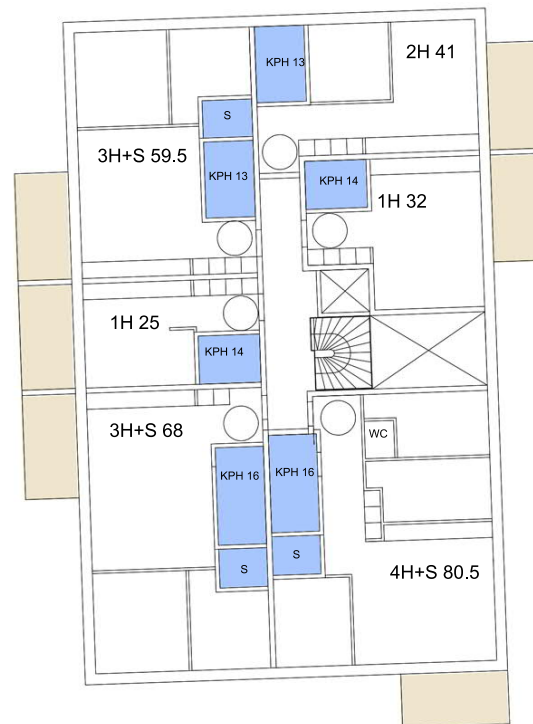 KPH 13
2H 41
S
3H+S 59.5
KPH 13
KPH 14
1H 32
1H 25
KPH 14
3H+S 68
WC
KPH 16
KPH 16
S
S
4H+S 80.5